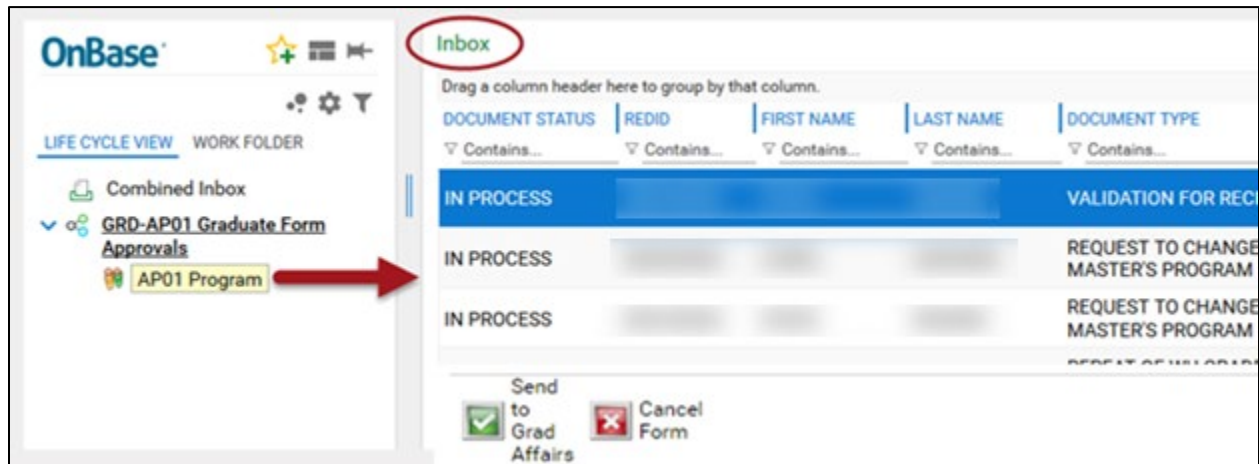 OnBase
LIFE CYCLE VIEW WORK FOLDER
Combined Inbox
GRD-AP01 Graduate Form
Approvals
AP01 Program
Inbox
Drag a column header here to group by that column.
DOCUMENT STATUS REDID FIRST NAME LAST NAME DOCUMENT TYPE
Contains... Contains... Contains... Contains... Contains...
IN PROCESS VALIDATION FOR
IN PROCESS REQUEST TO CHANGE
MASTER'S PROGRAM
IN PROCESS REQUEST TO CHANGE
MASTER'S PROGRAM
Send
to
Grad
Affairs
Cancel
Form